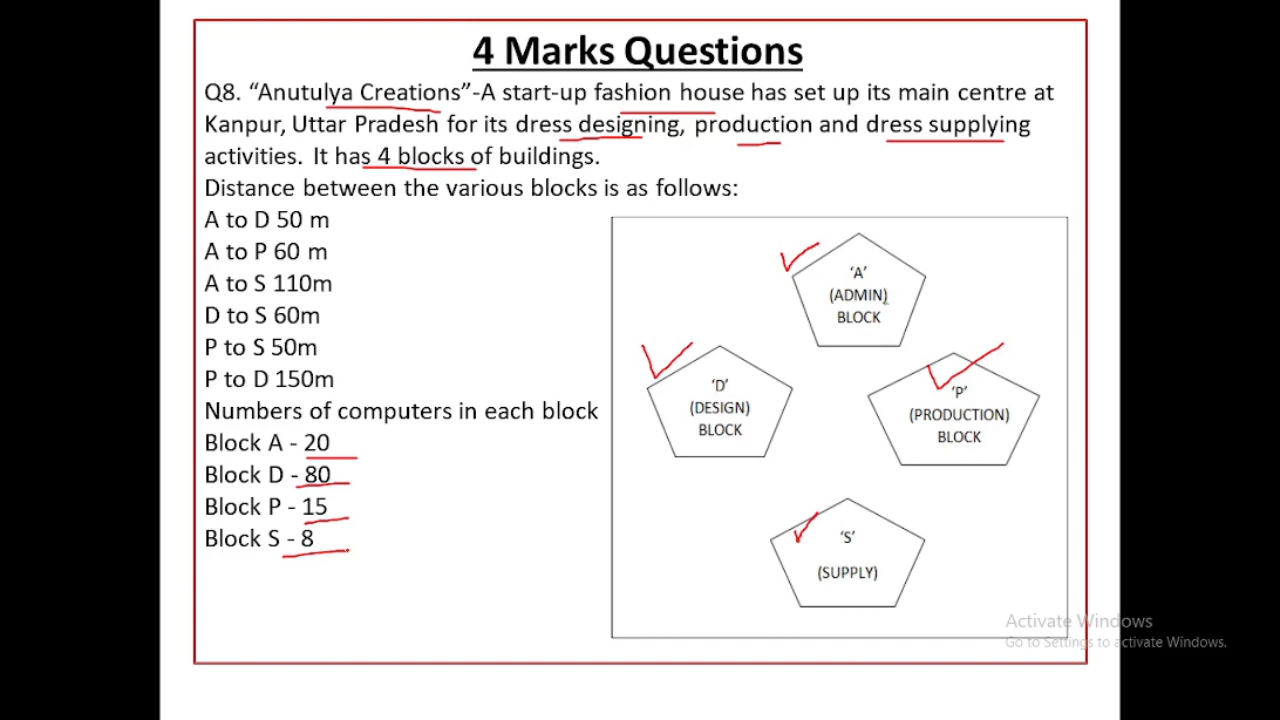 4 Marks Questions
Q8. “Anutulya Creations”-A start-up fashion house has set up its main centre at
Kanpur, Uttar Pradesh for its dress designing, production and dress supplying
activities. It has 4 blocks of buildings.
Distance between the various blocks is as follows:
A to D 50 m
A to P 60 m
A to S 110m
D to S 60m
P to S 50m
P to D 150m
Numbers of computers in each block
Block A - 20
Block D - 80
Block P - 15
Block S - 8
‘A’
(ADMIN)
BLOCK
‘D’
(DESIGN)
BLOCK
‘P’
(PRODUCTION)
BLOCK
‘S’
(SUPPLY)
Activate Windows
Go to Settings to activate Windows.